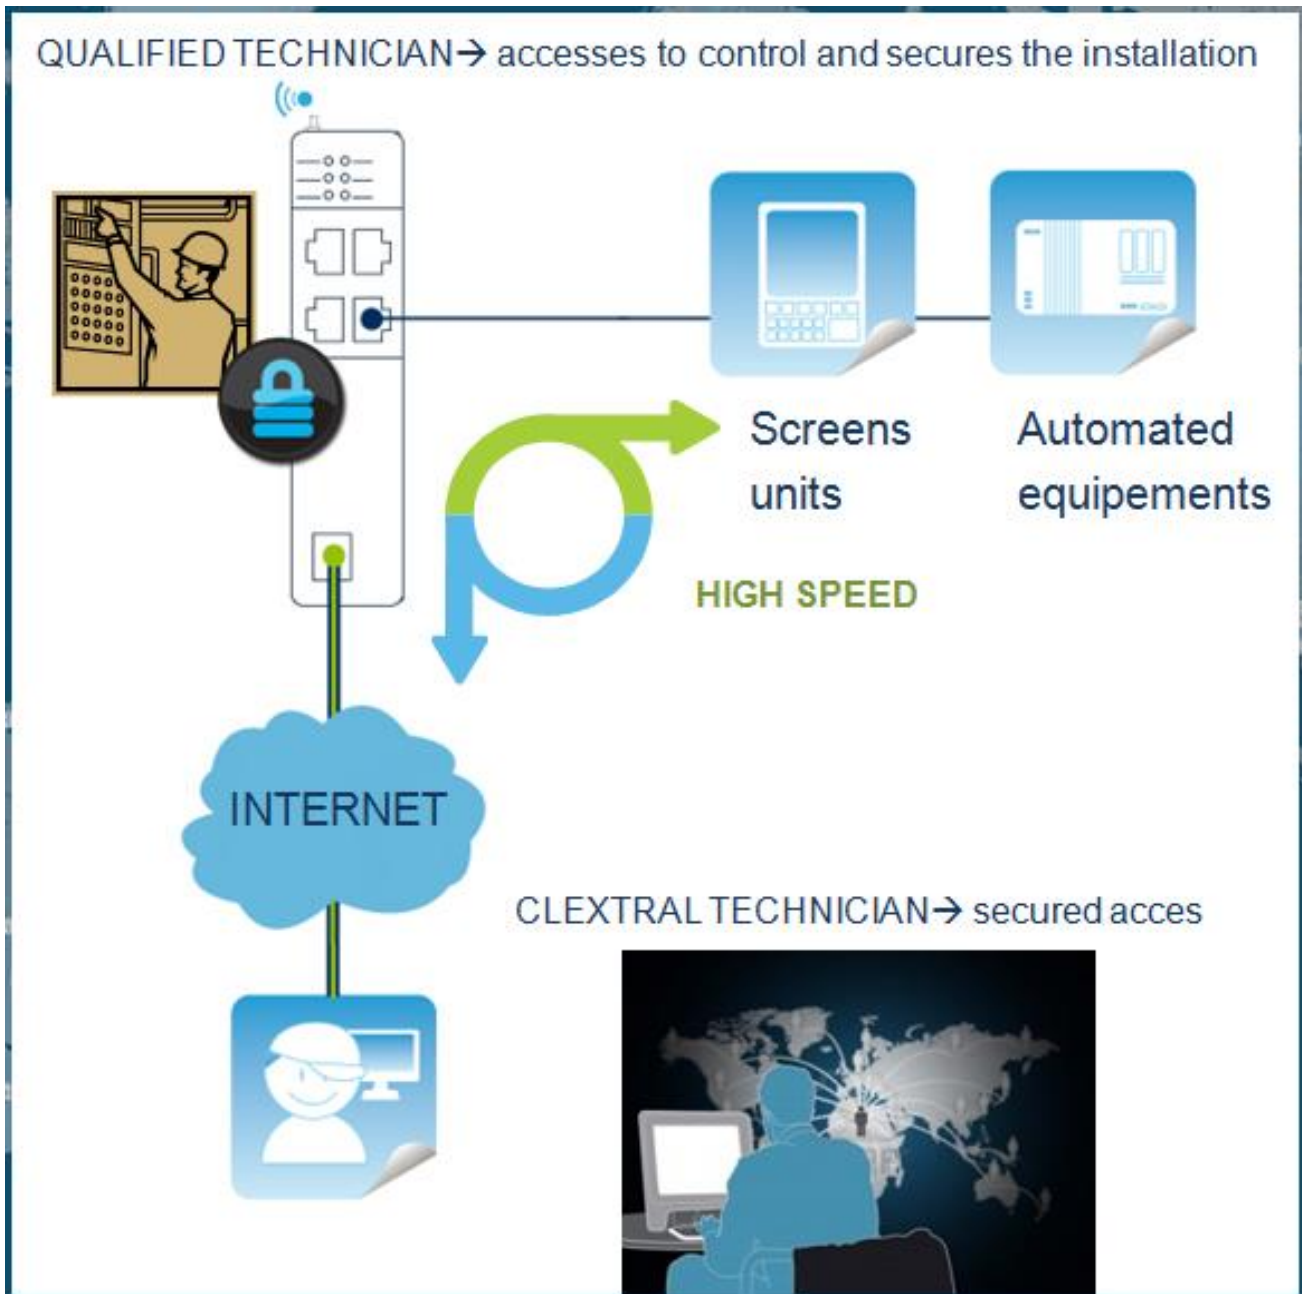 QUALIFIED TECHNICIAN→ accesses to control and secures the installation
Screens
units
Automated
equipements
HIGH SPEED
INTERNET
CLEXTRAL TECHNICIAN→ secured acces